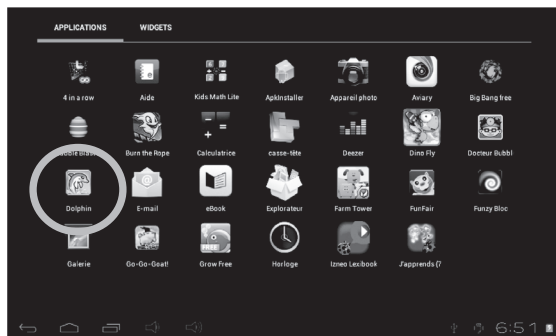 APPLICATIONS WIDGETS
4 in a row Aide Kids Math Lite ApkInstaller Appareil photo Aviary Big Bang free
Burn the Rope Calculatrice casse-tête Deezer Dino Fly Docteur Bubbl
Dolphin E-mail eBook Explorateur Farm Tower FunFair Funzy Bloc
FREE
Galerie Go-Go-Goat! Grow Free Horloge Izneo Lexibook J'apprends (?
6:51